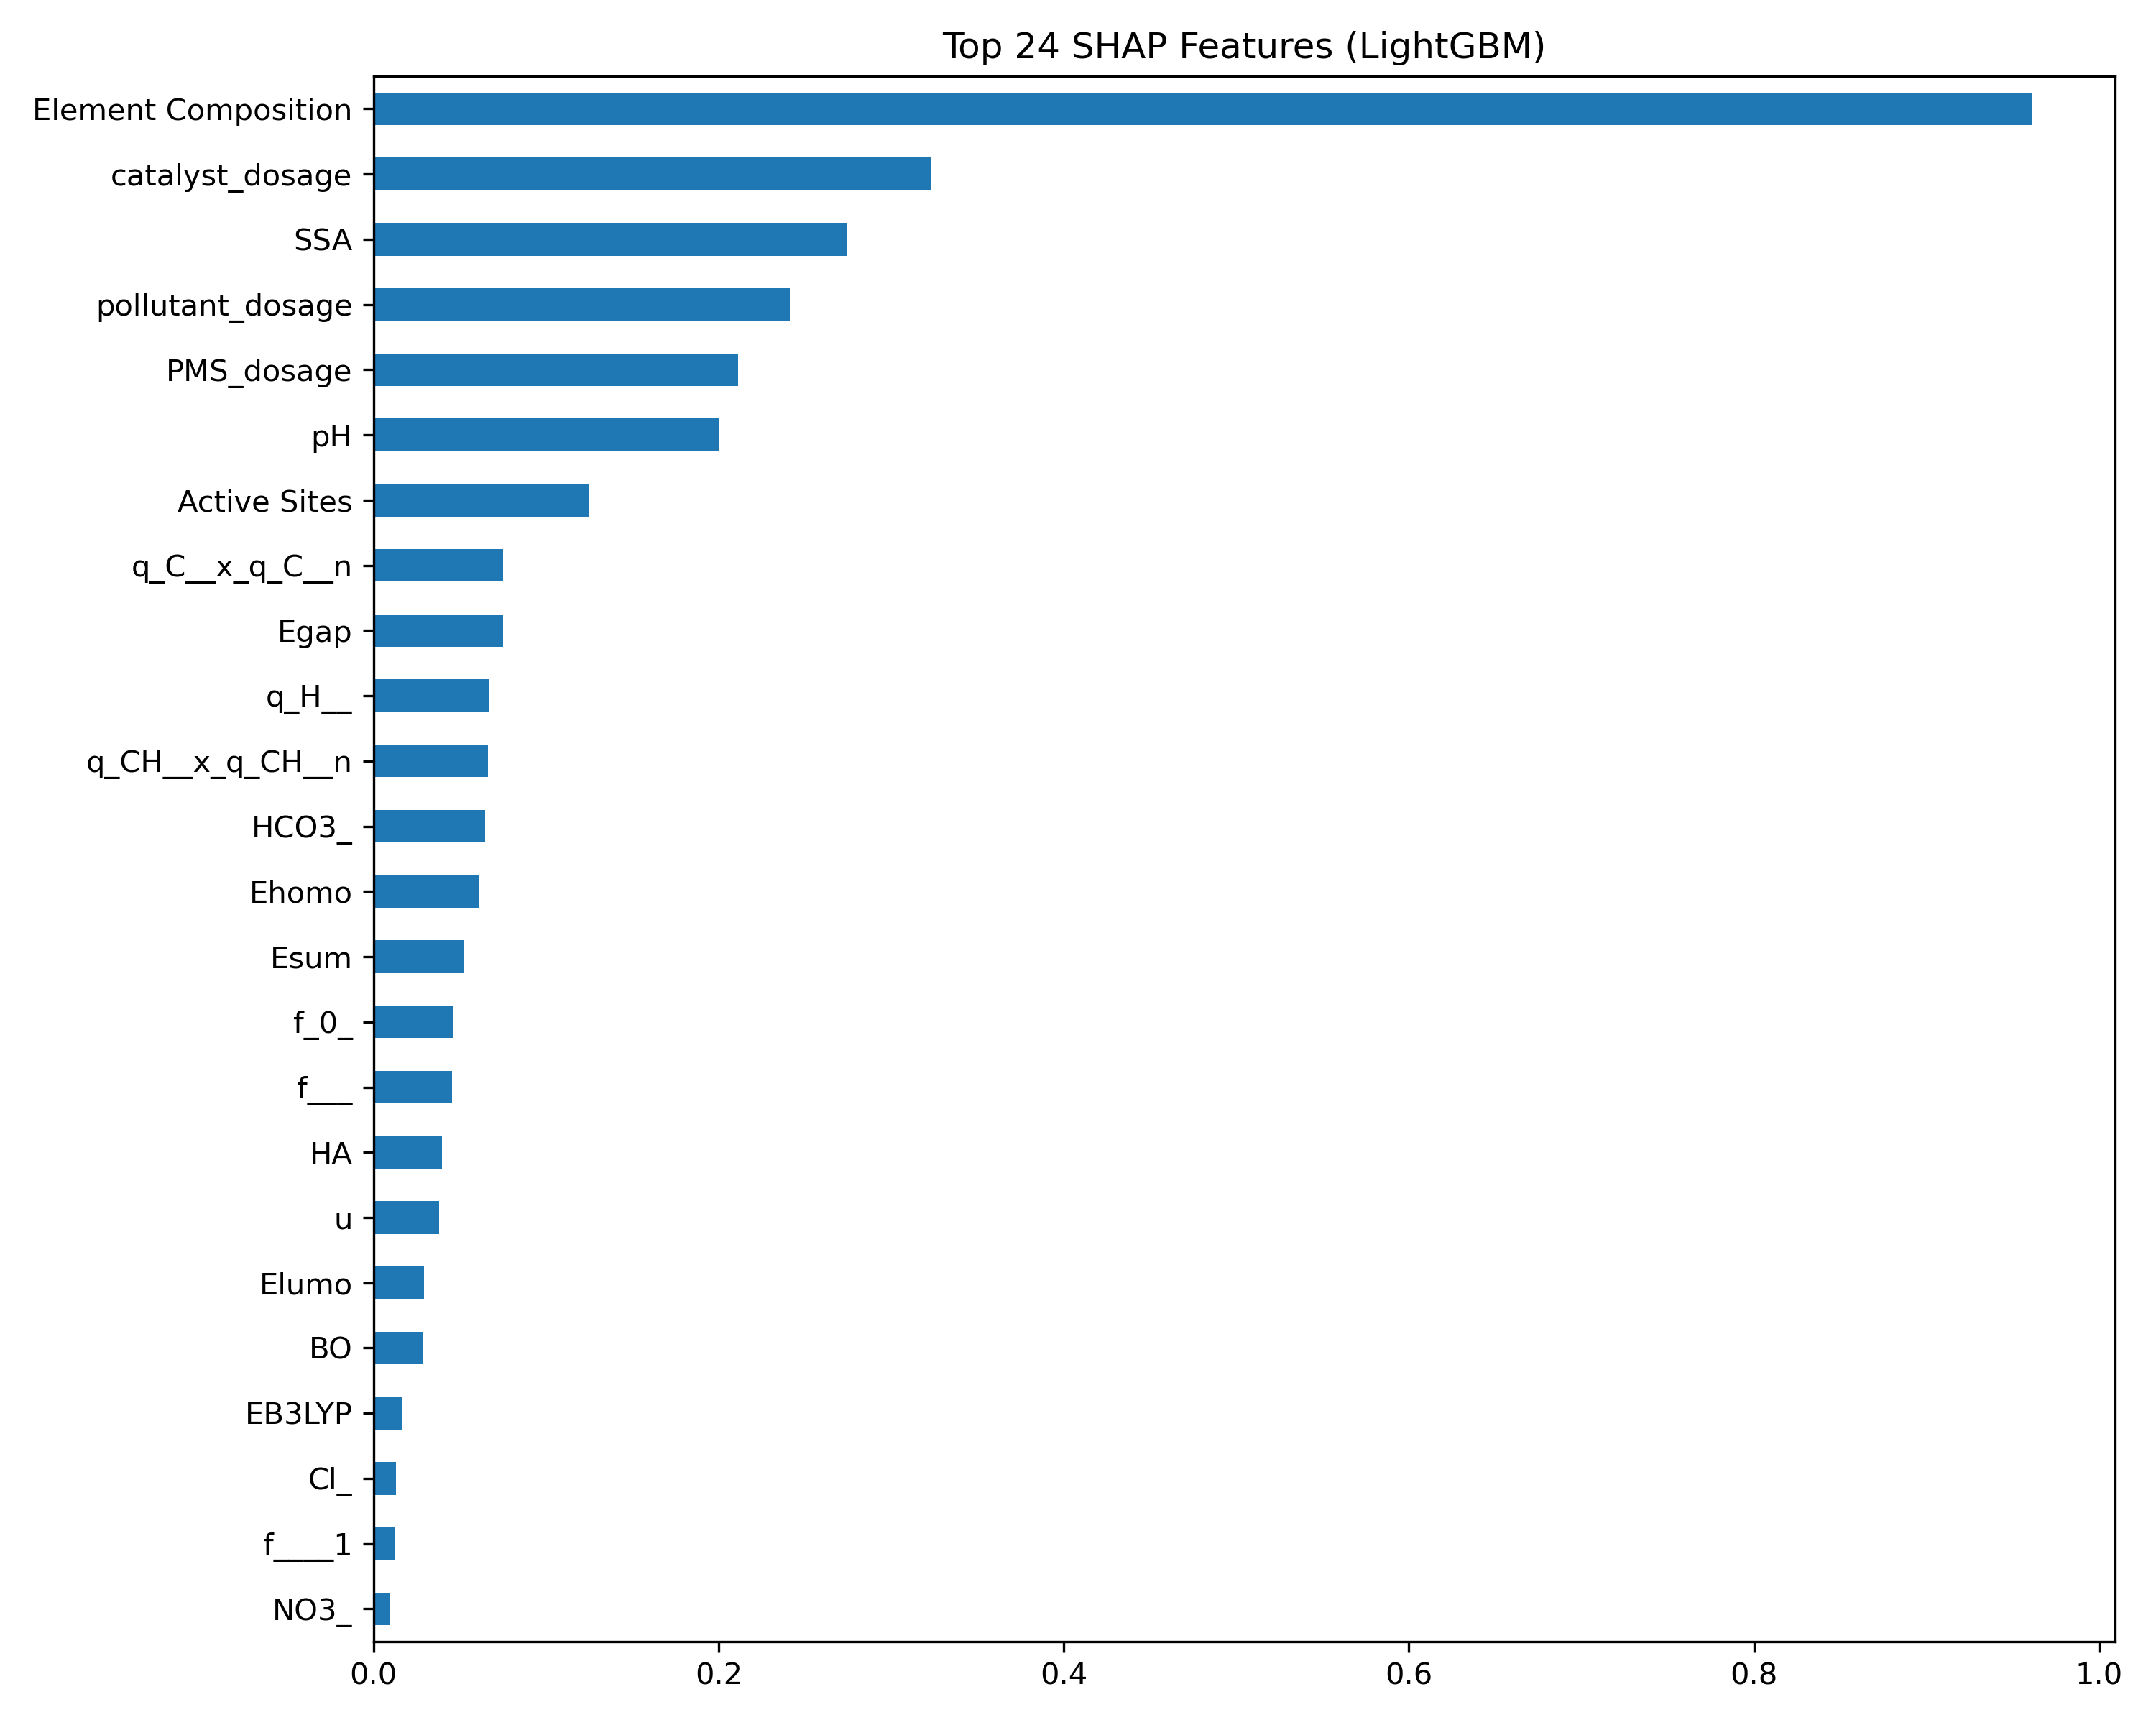 Top 24 SHAP Features (LightGBM)
Element Composition
catalyst_dosage
SSA
pollutant_dosage
PMS_dosage
pH
Active Sites
q_C__x_q_C__n
Egap
q_H__
q_CH__x_q_CH__n
HCO3_
Ehomo
Esum
f_0_
f___
HA
u
Elumo
BO
EB3LYP
Cl_
f____1
NO3_
0.0 0.2 0.4 0.6 0.8 1.0